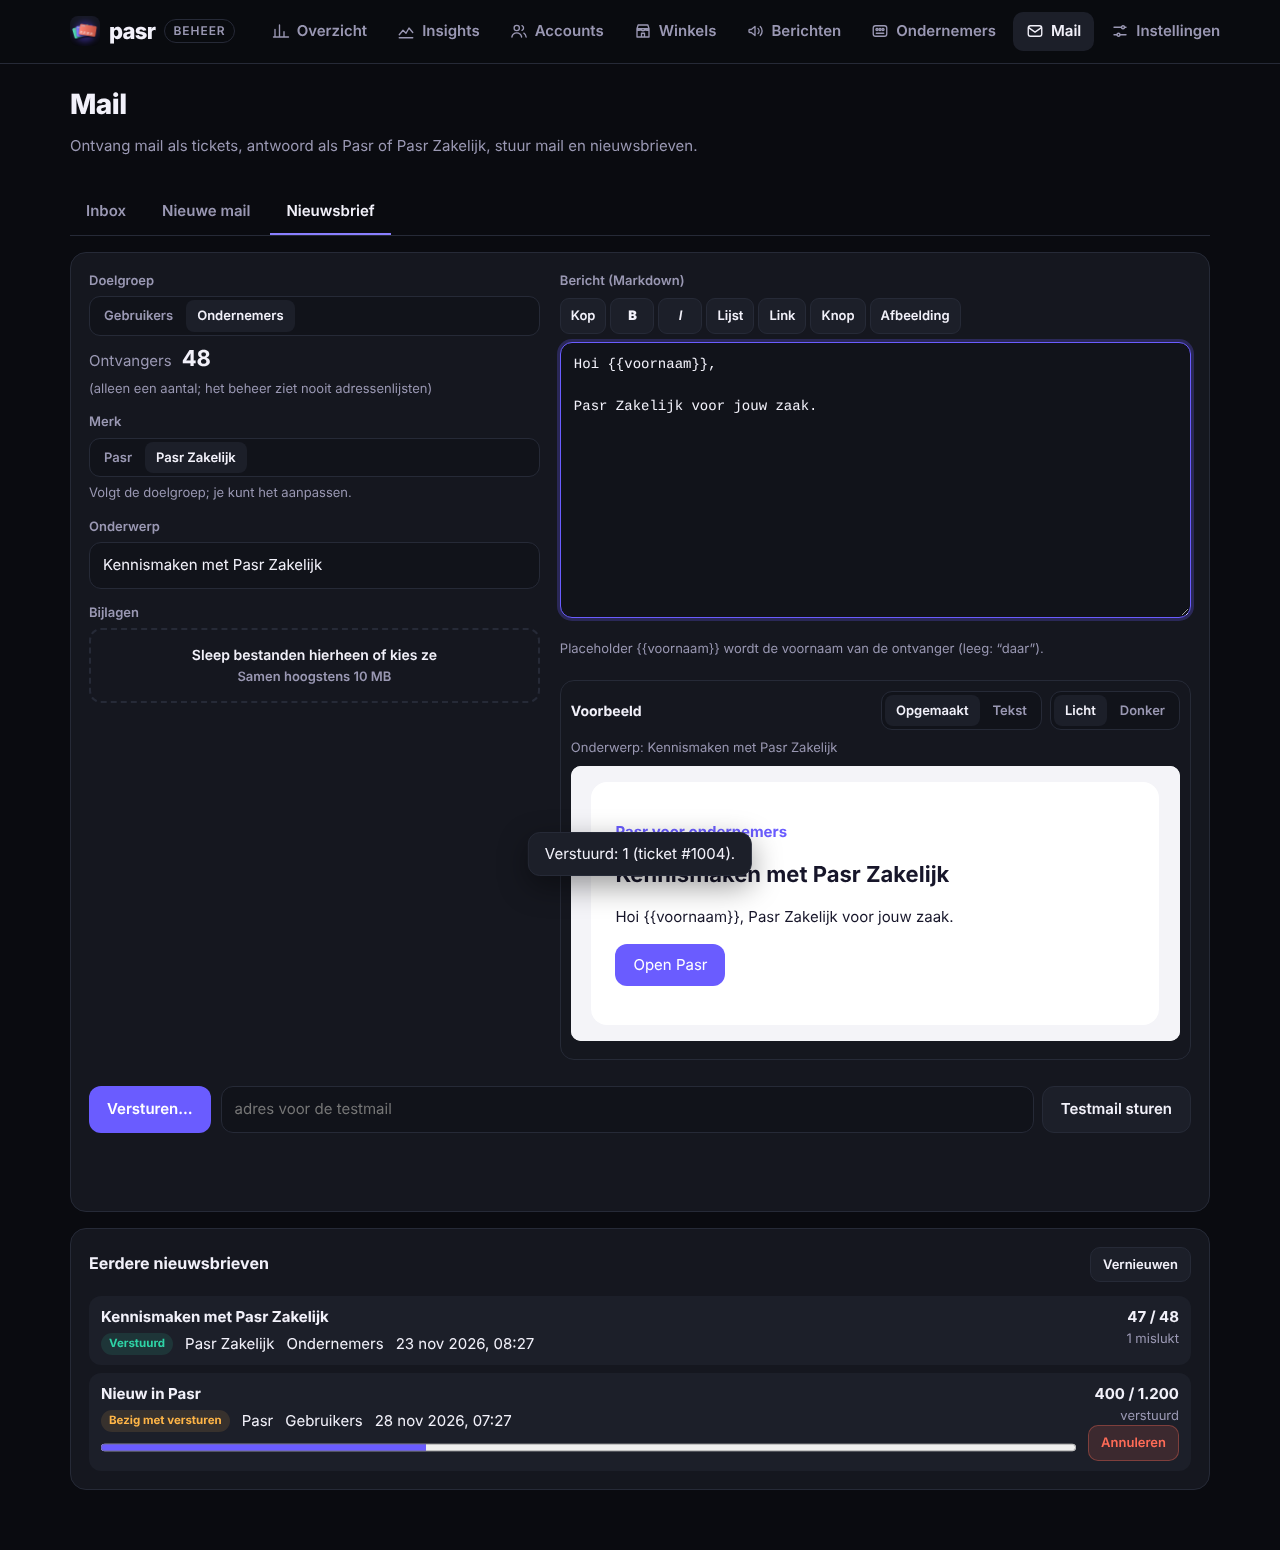 pasr BEHEER Overzicht Insights Accounts Winkels Berichten Ondernemers Mail Instellingen
Mail
Ontvang mail als tickets, antwoord als Pasr of Pasr Zakelijk, stuur mail en nieuwsbrieven.
Inbox Nieuwe mail Nieuwsbrief
Doelgroep
Gebruikers Ondernemers
Ontvangers 48
(alleen een aantal; het beheer ziet nooit adressenlijsten)
Merk
Pasr Pasr Zakelijk
Volgt de doelgroep; je kunt het aanpassen.
Onderwerp
Kennismaken met Pasr Zakelijk
Bijlagen
Sleep bestanden hierheen of kies ze
Samen hoogstens 10 MB
Bericht (Markdown)
Kop B I Lijst Link Knop Afbeelding
Hoi {{voornaam}},
Pasr Zakelijk voor jouw zaak.
Placeholder {{voornaam}} wordt de voornaam van de ontvanger (leeg: “daar”).
Voorbeeld Opgemaakt Tekst Licht Donker
Onderwerp: Kennismaken met Pasr Zakelijk
Pasr voor ondernemers
Verstuurd: 1 (ticket #1004).
Kennismaken met Pasr Zakelijk
Hoi {{voornaam}}, Pasr Zakelijk voor jouw zaak.
Open Pasr
Versturen... adres voor de testmail Testmail sturen
Eerdere nieuwsbrieven Vernieuwen
Kennismaken met Pasr Zakelijk 47 / 48
Verstuurd Pasr Zakelijk Ondernemers 23 nov 2026, 08:27 1 mislukt
Nieuw in Pasr 400 / 1.200
Bezig met versturen Pasr Gebruikers 28 nov 2026, 07:27 verstuurd
Annuleren